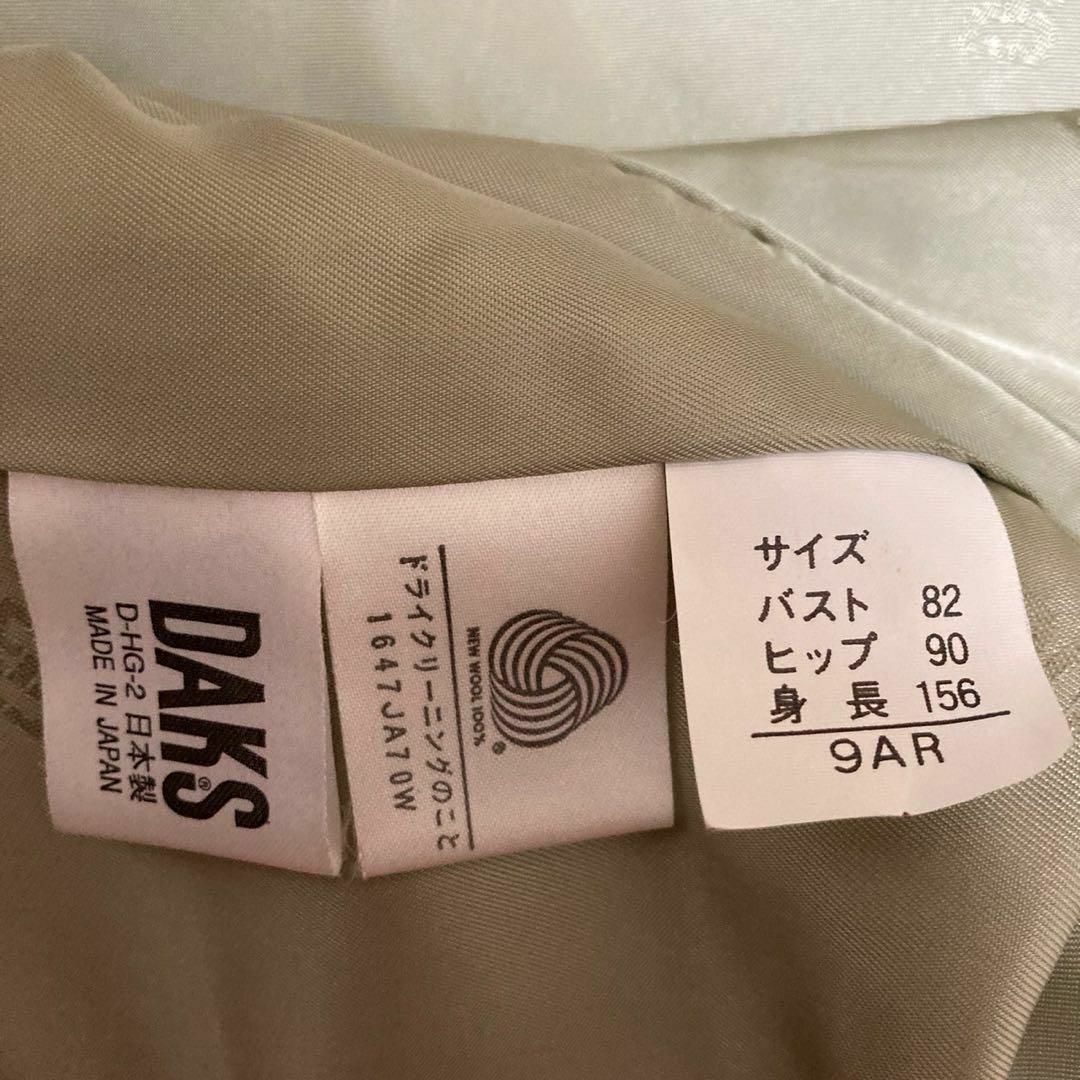 DAKS®
D-HG-2 日本製
MADE IN JAPAN
NEW WOOL 100%
®
ドライクリーニングのこと
1647JA70W
サイズ
バスト 82
ヒップ 90
身長 156
9AR